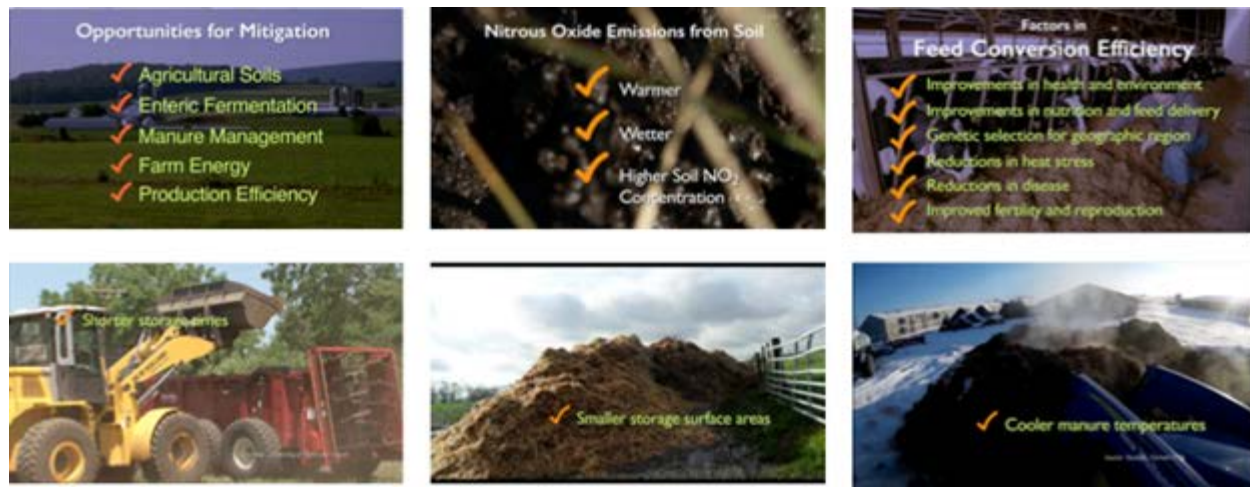 Opportunities for Mitigation
Agricultural Soils
Enteric Fermentation
Manure Management
Farm Energy
Production Efficiency
Nitrous Oxide Emissions from Soil
Warmer
Wetter
Higher Soil NO3
Concentration
Factors in
Feed Conversion Efficiency
Improvements in health and environment
Improvements in nutrition and feed delivery
Genetic selection for geographic region
Reductions in heat stress
Reductions in disease
Improved fertility and reproduction
Shorter storage times
Smaller storage surface areas
Cooler manure temperatures